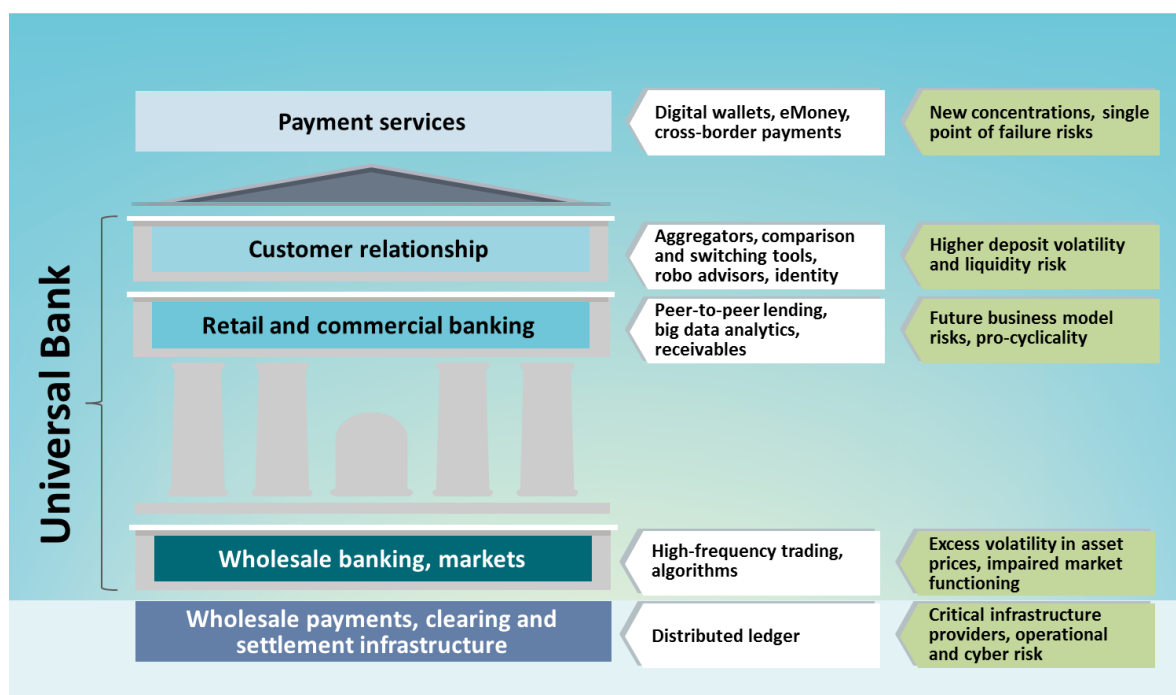 Universal Bank
Payment services
Digital wallets, eMoney,
cross-border payments
New concentrations, single
point of failure risks
Customer relationship
Aggregators, comparison
and switching tools,
robo advisors, identity
Higher deposit volatility
and liquidity risk
Retail and commercial banking
Peer-to-peer lending,
big data analytics,
receivables
Future business model
risks, pro-cyclicality
Wholesale banking, markets
High-frequency trading,
algorithms
Excess volatility in asset
prices, impaired market
functioning
Wholesale payments, clearing and
settlement infrastructure
Distributed ledger
Critical infrastructure
providers, operational
and cyber risk